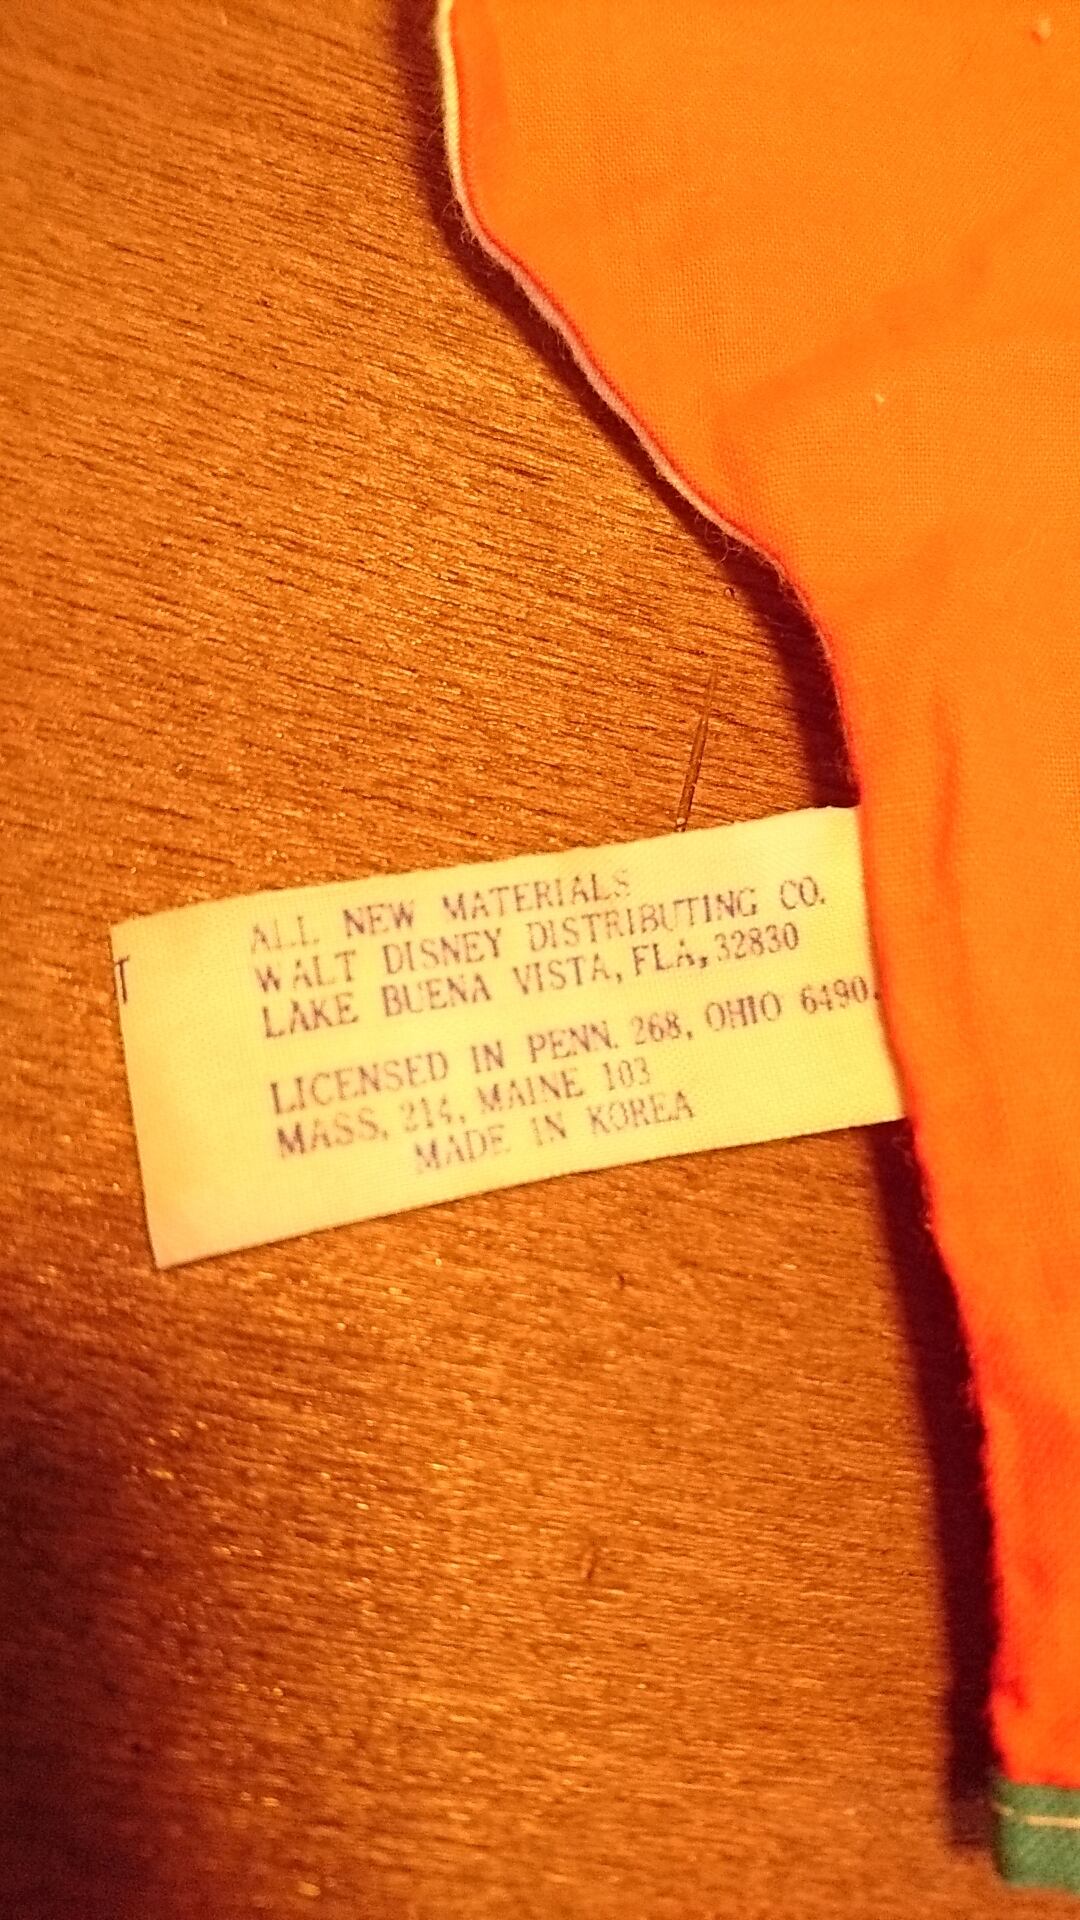 ALL NEW MATERIALS
WALT DISNEY DISTRIBUTING CO.
LAKE BUENA VISTA, FLA, 32830
LICENSED IN PENN. 268, OHIO 6490.
MASS, 214, MAINE 103
MADE IN KOREA
T